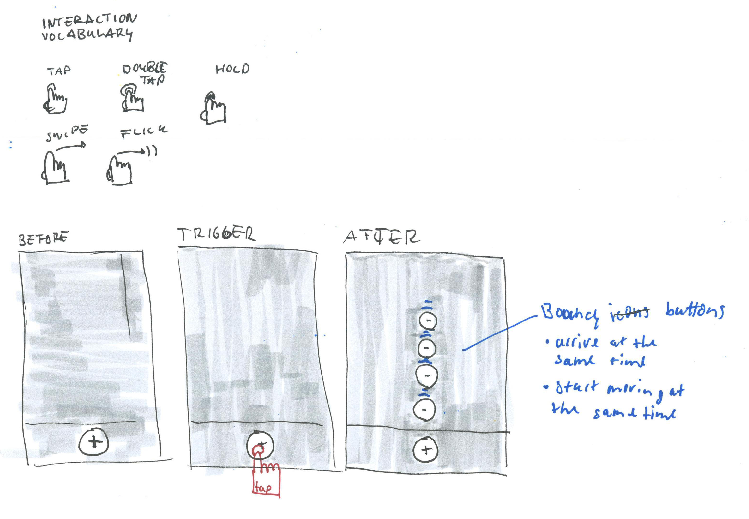 INTERACTION
VOCABULARY
TAP
DOUBLE
TAP
HOLD
SWIPE
FLICK
BEFORE
TRIGGER
AFTER
+
+
tap
-
-
-
-
+
Bouncy icons buttons
• arrive at the
same time
• start moving at
the same time